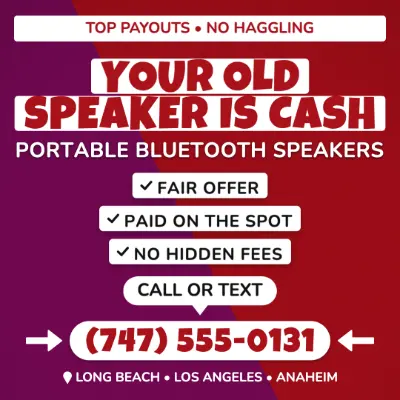 TOP PAYOUTS • NO HAGGLING
YOUR OLD
SPEAKER IS CASH
PORTABLE BLUETOOTH SPEAKERS
✓ FAIR OFFER
✓ PAID ON THE SPOT
✓ NO HIDDEN FEES
CALL OR TEXT
(747) 555-0131
LONG BEACH • LOS ANGELES • ANAHEIM